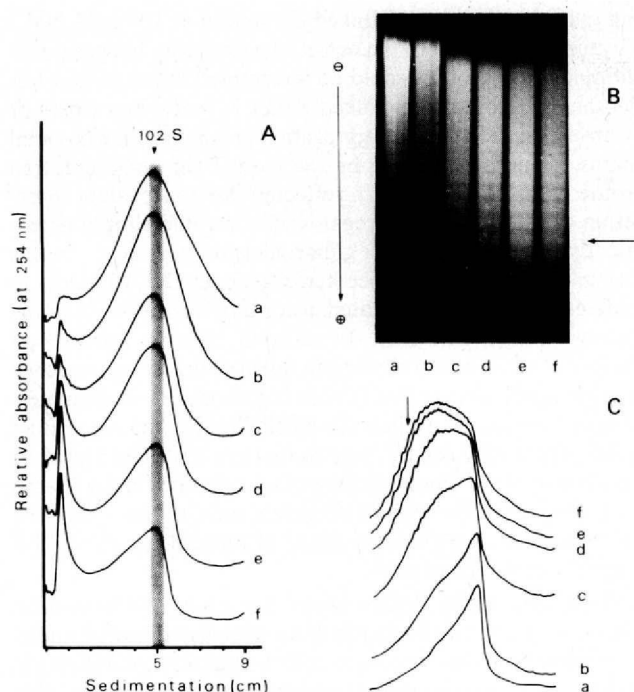 A
102 S
Relative absorbance (at 254 nm)
a
b
c
d
e
f
5
9
Sedimentation (cm)
B
⊖
⊕
a b c d e f
C
f
e
d
c
b
a